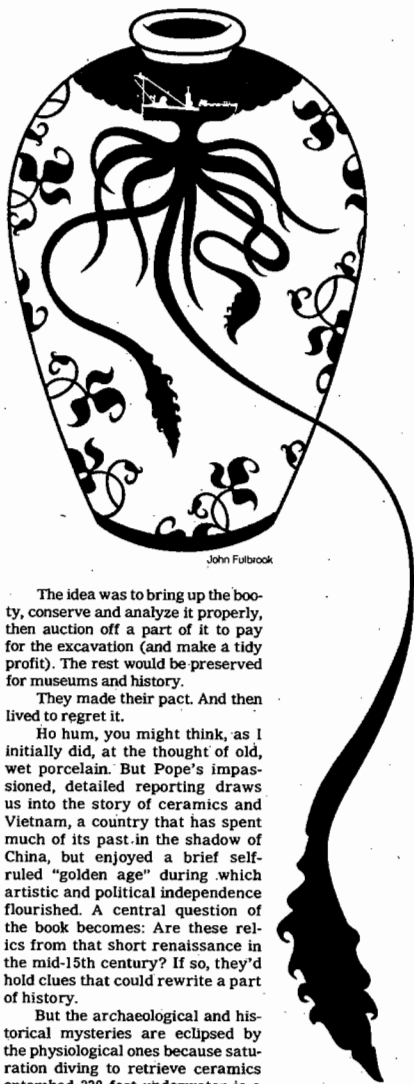 John Fulbrook
The idea was to bring up the boo-
ty, conserve and analyze it properly,
then auction off a part of it to pay
for the excavation (and make a tidy
profit). The rest would be preserved
for museums and history.
They made their pact. And then
lived to regret it.
Ho hum, you might think, as I
initially did, at the thought of old,
wet porcelain. But Pope's impas-
sioned, detailed reporting draws
us into the story of ceramics and
Vietnam, a country that has spent
much of its past in the shadow of
China, but enjoyed a brief self-
ruled "golden age" during which
artistic and political independence
flourished. A central question of
the book becomes: Are these rel-
ics from that short renaissance in
the mid-15th century? If so, they'd
hold clues that could rewrite a part
of history.
But the archaeological and his-
torical mysteries are eclipsed by
the physiological ones because satu-
ration diving to retrieve ceramics
entombed 230 feet underwater is a